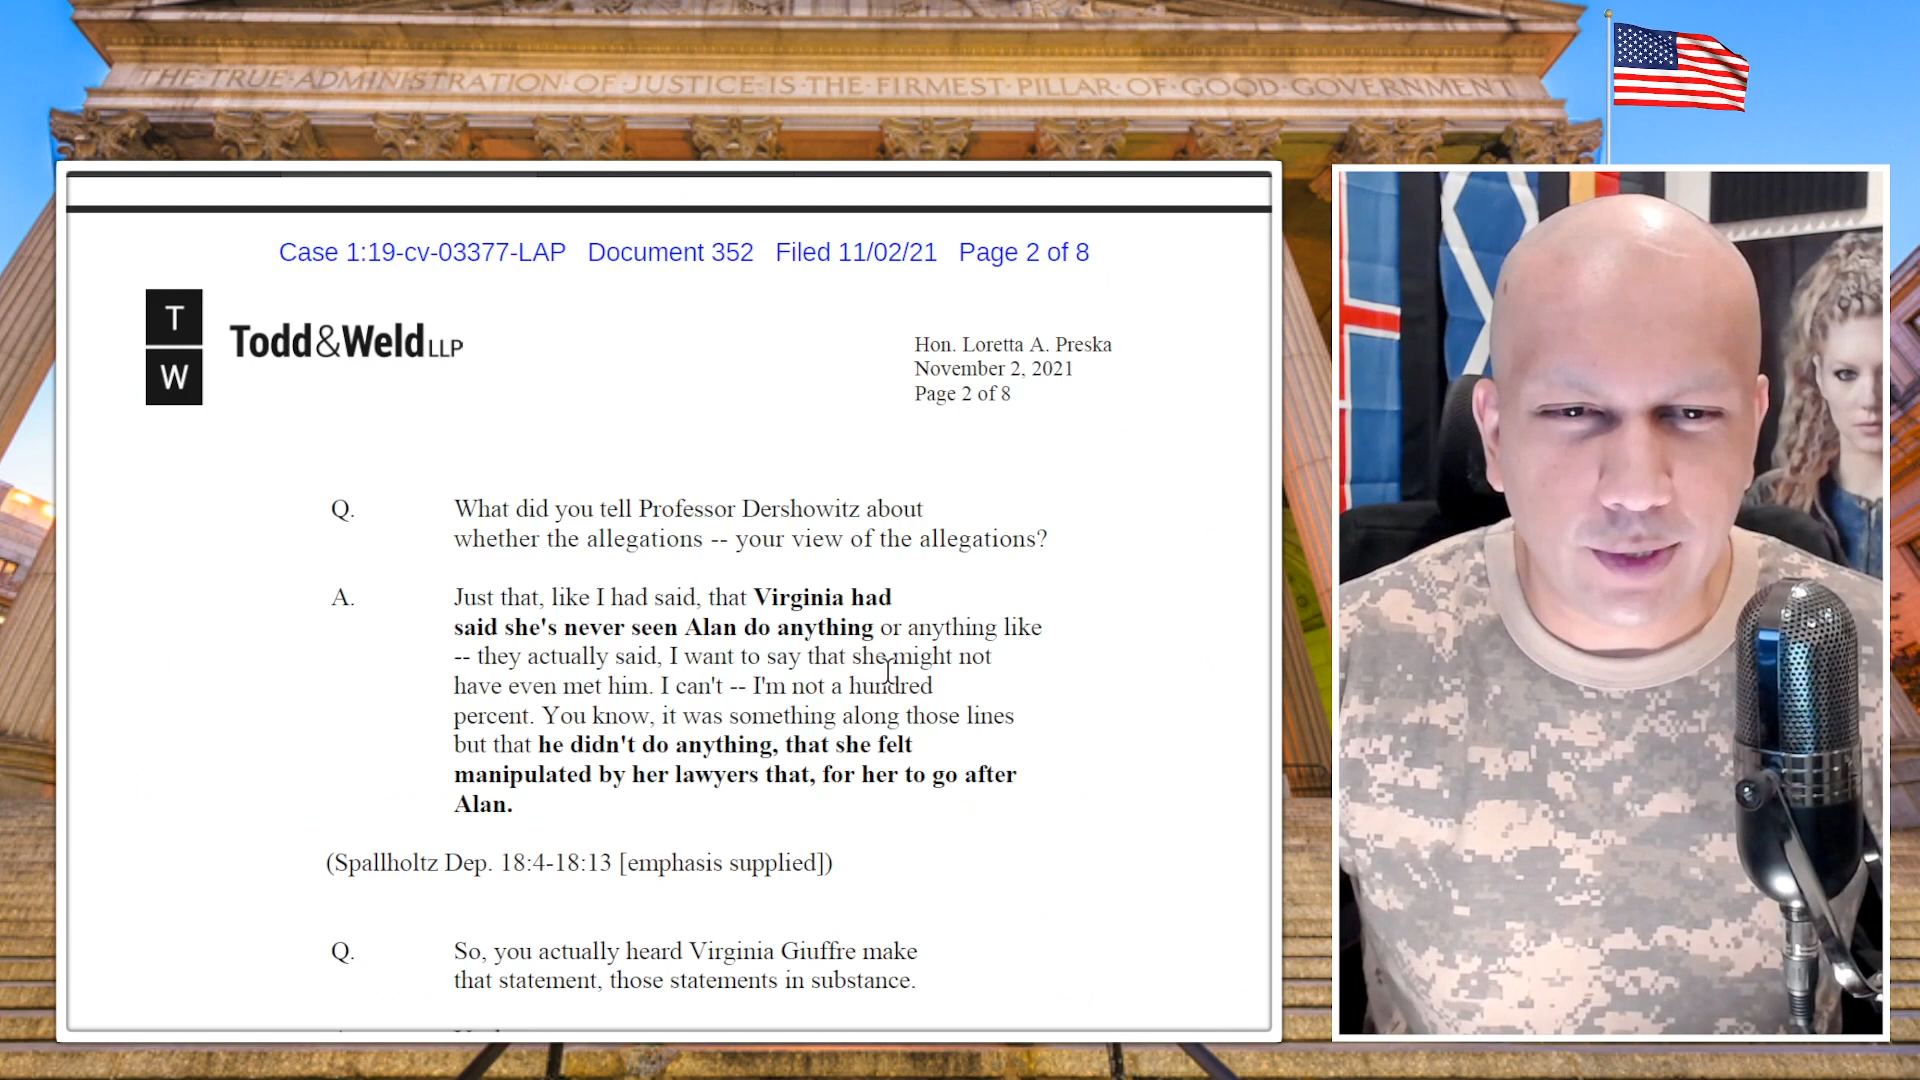 THE·TRUE·ADMINISTRATION·OF·JUSTICE·IS·THE·FIRMEST·PILLAR·OF·GOOD·GOVERNMENT
Case 1:19-cv-03377-LAP Document 352 Filed 11/02/21 Page 2 of 8
T
W
Todd&Weld LLP
Hon. Loretta A. Preska
November 2, 2021
Page 2 of 8
Q. What did you tell Professor Dershowitz about
whether the allegations -- your view of the allegations?
A. Just that, like I had said, that Virginia had
said she's never seen Alan do anything or anything like
-- they actually said, I want to say that she might not
have even met him. I can't -- I'm not a hundred
percent. You know, it was something along those lines
but that he didn't do anything, that she felt
manipulated by her lawyers that, for her to go after
Alan.
(Spallholtz Dep. 18:4-18:13 [emphasis supplied])
Q. So, you actually heard Virginia Giuffre make
that statement, those statements in substance.